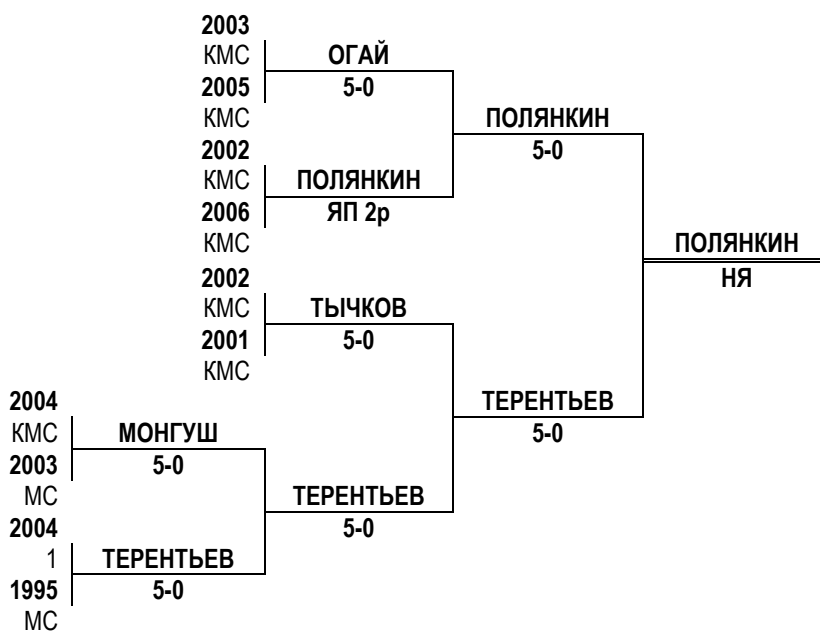 2003
КМС
ОГАЙ
2005
5-0
КМС
ПОЛЯНКИН
2002
5-0
КМС
ПОЛЯНКИН
2006
ЯП 2р
КМС
ПОЛЯНКИН
2002
НЯ
КМС
ТЫЧКОВ
2001
5-0
КМС
2004
ТЕРЕНТЬЕВ
КМС
МОНГУШ
5-0
2003
5-0
МС
ТЕРЕНТЬЕВ
2004
5-0
1
ТЕРЕНТЬЕВ
1995
5-0
МС